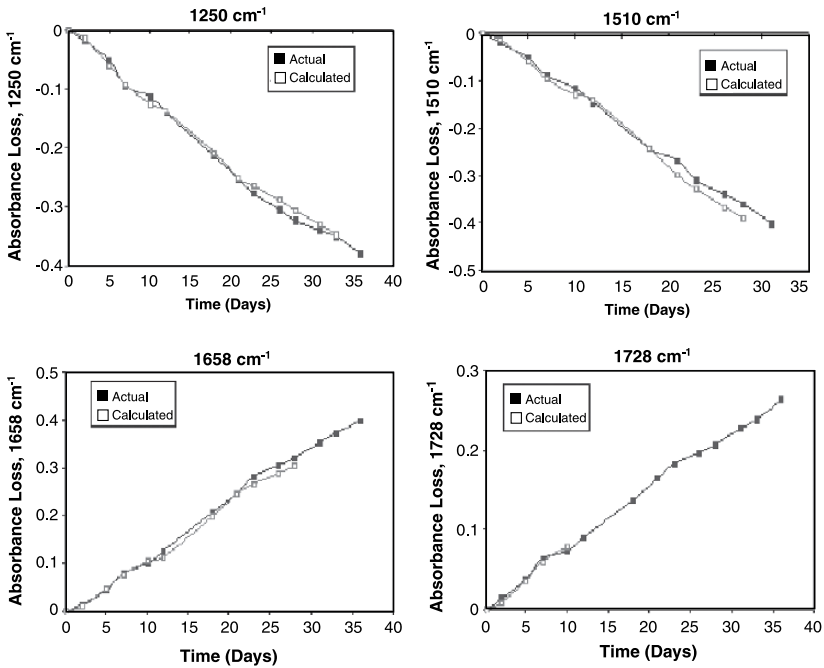 1250 cm-1
Absorbance Loss, 1250 cm-1
0
-0.1
-0.2
-0.3
-0.4
Actual
Calculated
0 5 10 15 20 25 30 35 40
Time (Days)
1510 cm-1
Absorbance Loss, 1510 cm-1
0
-0.1
-0.2
-0.3
-0.4
-0.5
Actual
Calculated
0 5 10 15 20 25 30 35
Time (Days)
1658 cm-1
Absorbance Loss, 1658 cm-1
0.5
0.4
0.3
0.2
0.1
0
Actual
Calculated
0 5 10 15 20 25 30 35 40
Time (Days)
1728 cm-1
Absorbance Loss, 1728 cm-1
0.3
0.2
0.1
0
Actual
Calculated
0 5 10 15 20 25 30 35 40
Time (Days)